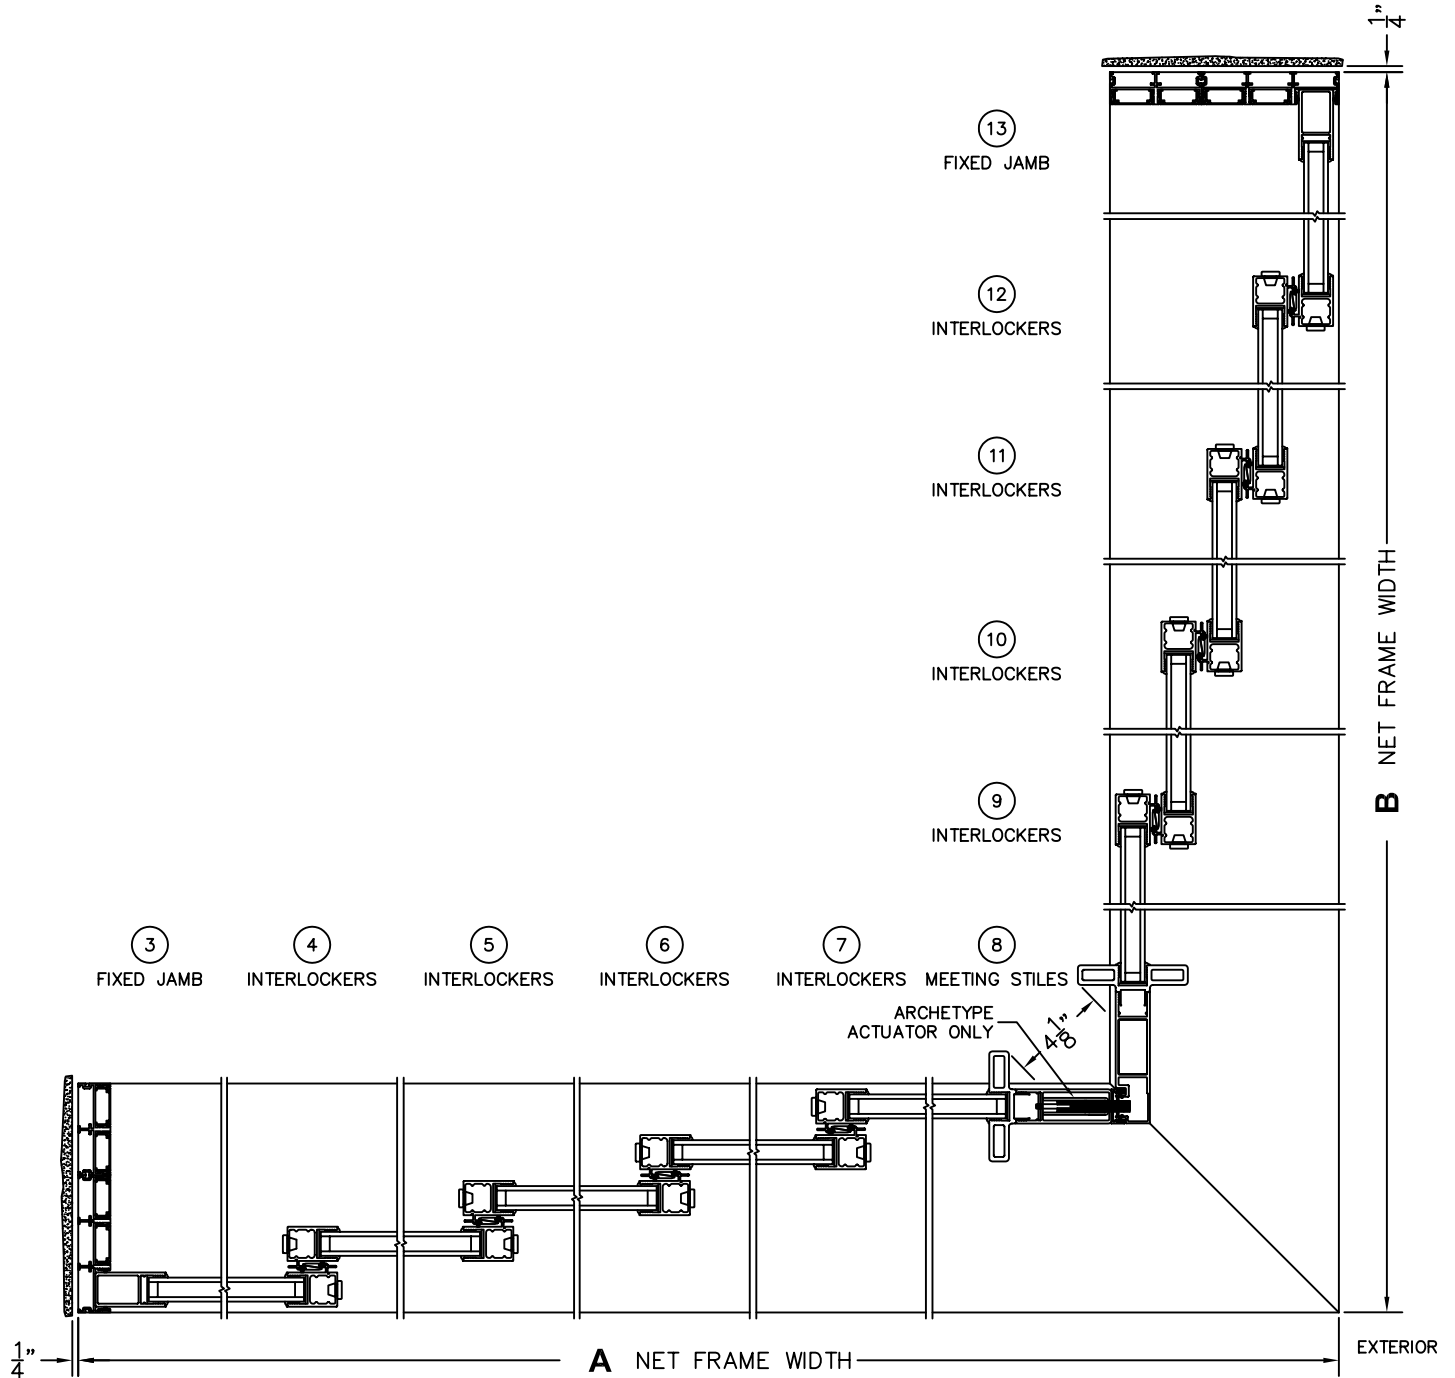 1/4"
13
FIXED JAMB
12
INTERLOCKERS
11
INTERLOCKERS
10
INTERLOCKERS
9
INTERLOCKERS
B NET FRAME WIDTH
3
FIXED JAMB
4
INTERLOCKERS
5
INTERLOCKERS
6
INTERLOCKERS
7
INTERLOCKERS
8
MEETING STILES
ARCHETYPE
ACTUATOR ONLY
4 1/8"
1/4"
A NET FRAME WIDTH
EXTERIOR